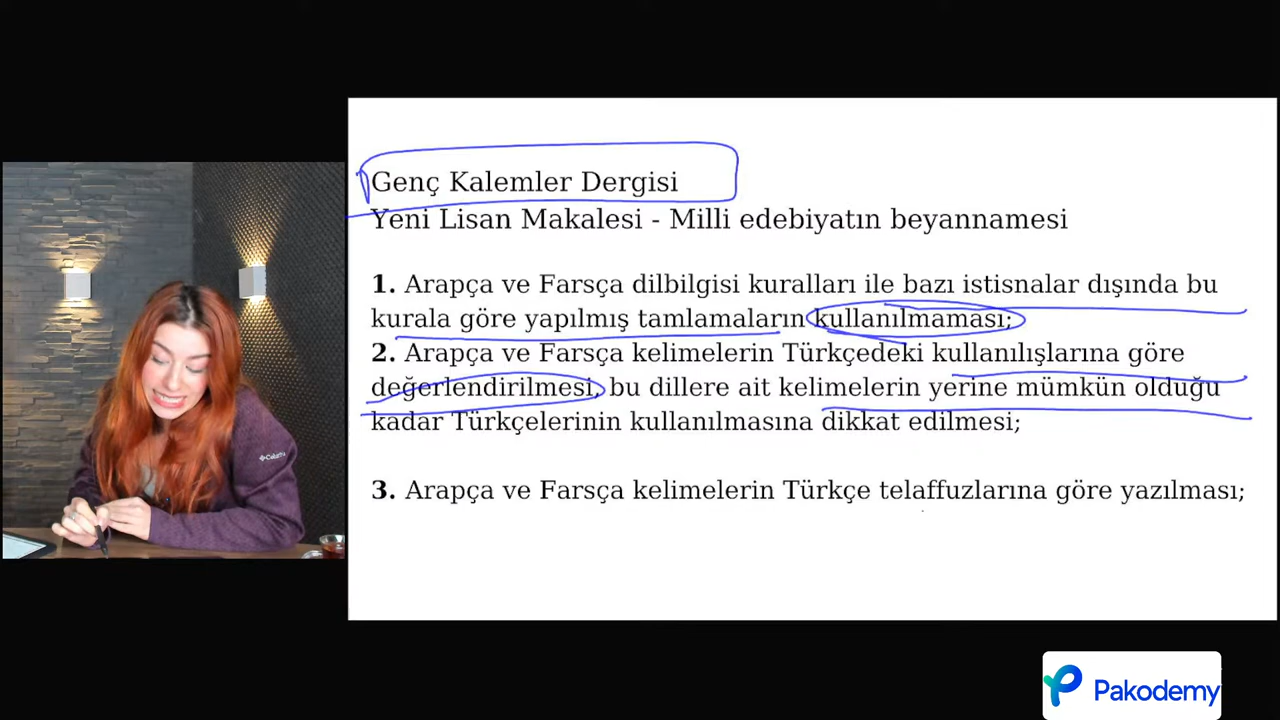 Genç Kalemler Dergisi
Yeni Lisan Makalesi - Milli edebiyatın beyannamesi
1. Arapça ve Farsça dilbilgisi kuralları ile bazı istisnalar dışında bu
kurala göre yapılmış tamlamaların kullanılmaması;
2. Arapça ve Farsça kelimelerin Türkçedeki kullanılışlarına göre
değerlendirilmesi, bu dillere ait kelimelerin yerine mümkün olduğu
kadar Türkçelerinin kullanılmasına dikkat edilmesi;
3. Arapça ve Farsça kelimelerin Türkçe telaffuzlarına göre yazılması;
Columbia
Pakodemy